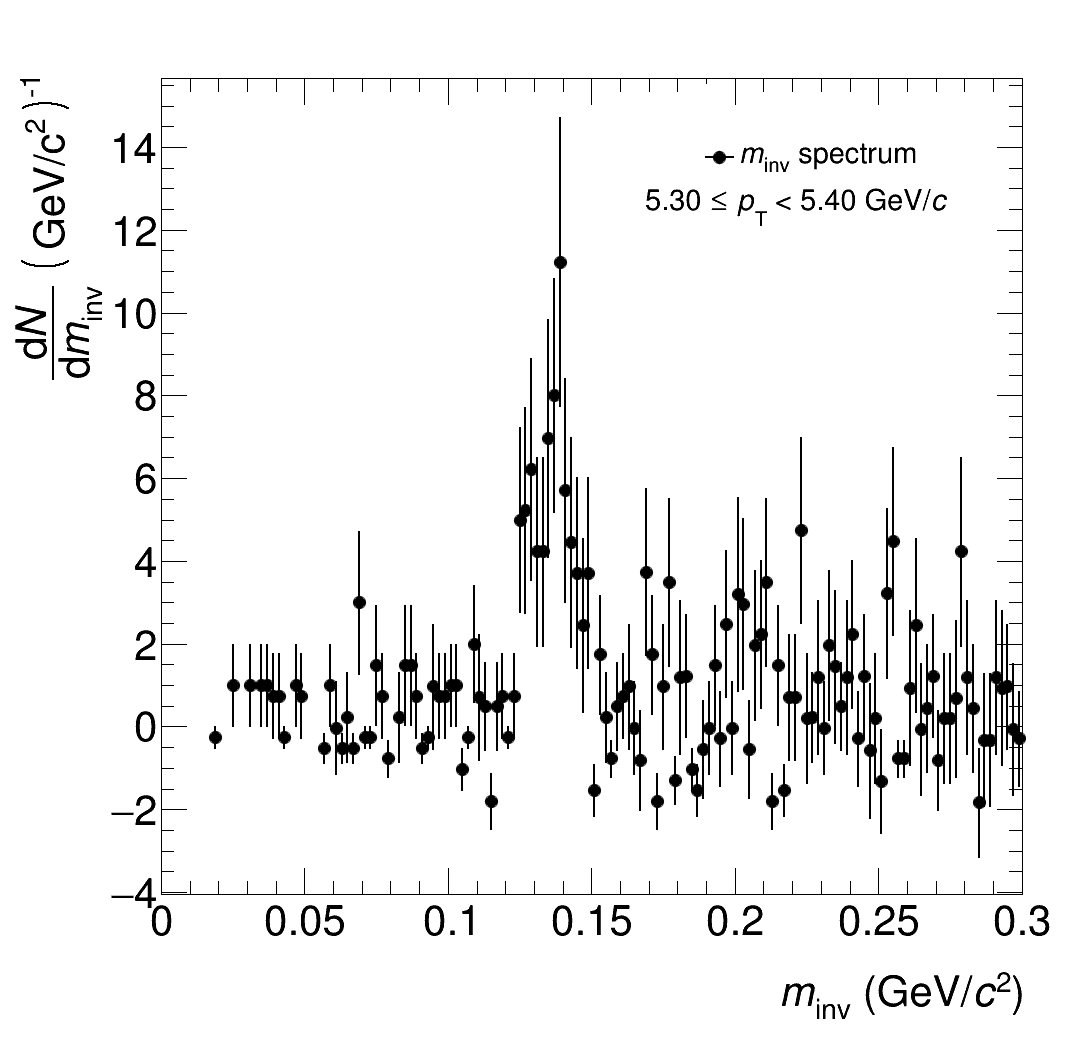 dN/dm_inv (GeV/c²)⁻¹
m_inv spectrum
5.30 ≤ p_T < 5.40 GeV/c
14
12
10
8
6
4
2
0
−2
−4
0 0.05 0.1 0.15 0.2 0.25 0.3
m_inv (GeV/c²)